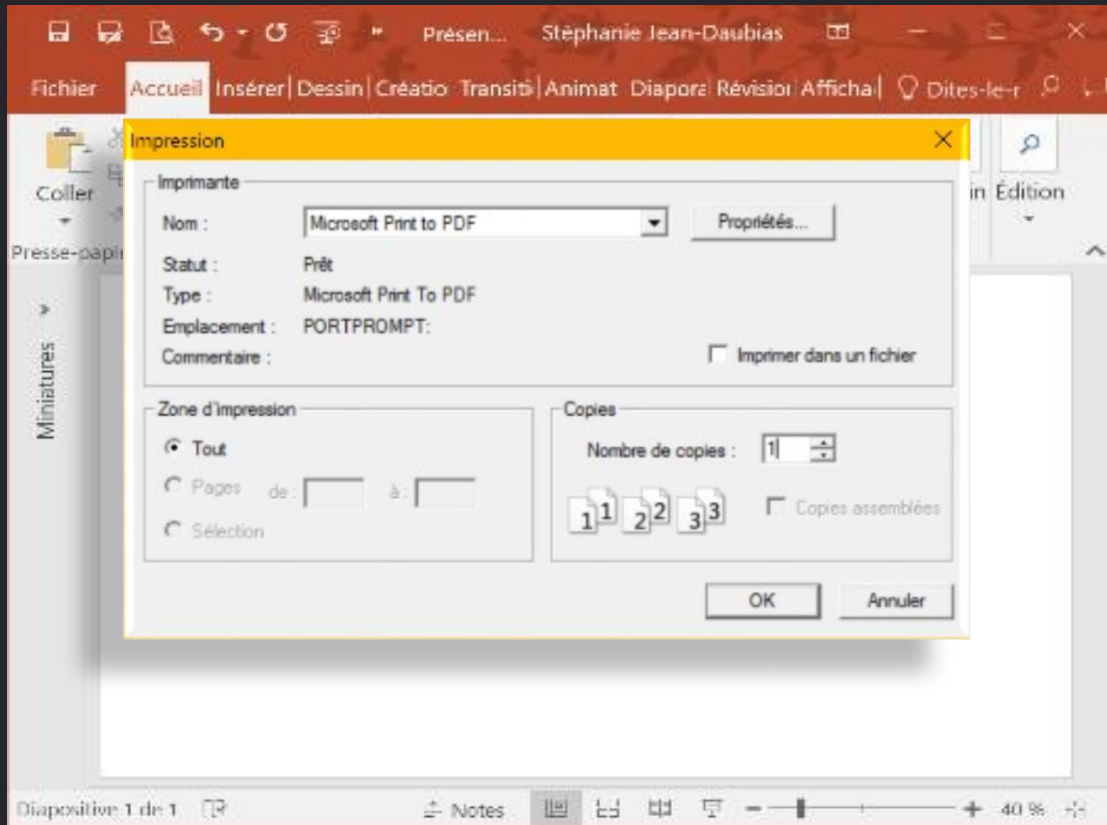 Présen... Stéphanie Jean-Daubias
Fichier Accueil Insérer Dessin Créatio Transiti Animat Diapora Révision Affichal Dites-le-r
Impression
Coller
Édition
Presse-papi
Imprimante
Nom : Microsoft Print to PDF Propriétés...
Statut : Prêt
Type : Microsoft Print To PDF
Emplacement : PORTPROMPT:
Commentaire : Imprimer dans un fichier
Miniatures
Zone d'impression
Tout
Pages de : à :
Sélection
Copies
Nombre de copies : 1
1 1 2 2 3 3
Copies assemblées
OK Annuler
Diapositive 1 de 1 Notes 40 %